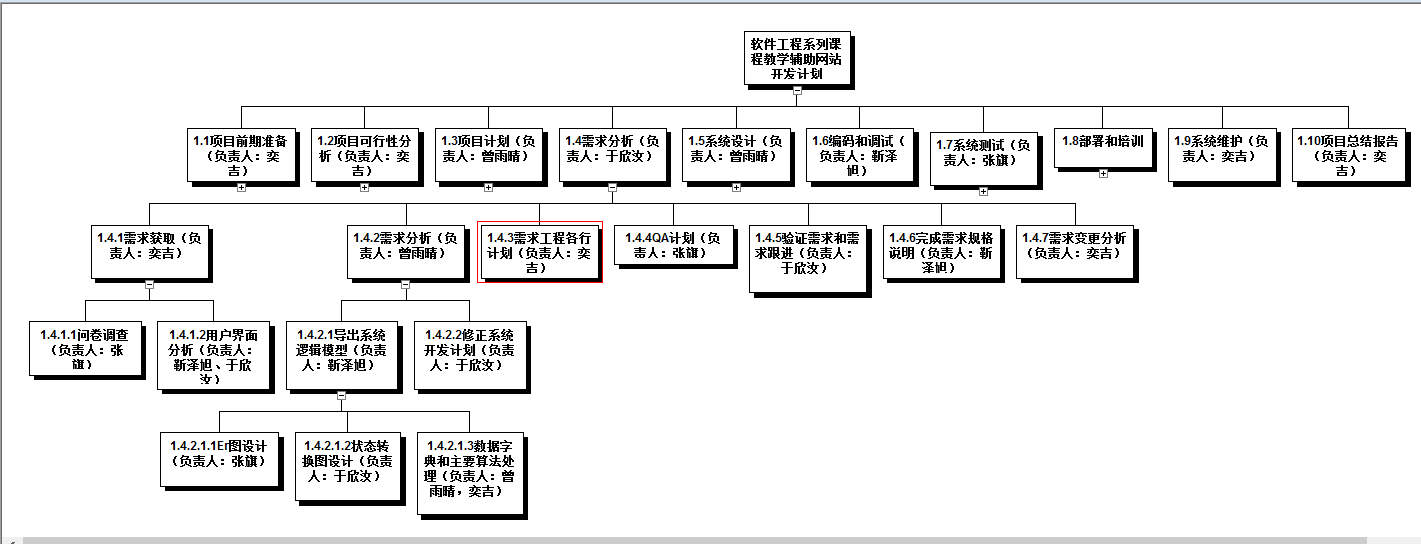 软件工程系列课
程教学辅助网站
开发计划
1.1项目前期准备
（负责人：奕
吉）
1.2项目可行性分
析（负责人：奕
吉）
1.3项目计划（负
责人：曾雨晴）
1.4需求分析（负
责人：于欣汝）
1.5系统设计（负
责人：曾雨晴）
1.6编码和调试（
负责人：靳泽
旭）
1.7系统测试（负
责人：张旗）
1.8部署和培训
1.9系统维护（负
责人：奕吉）
1.10项目总结报告
（负责人：奕
吉）
1.4.1需求获取（负
责人：奕吉）
1.4.2需求分析（负
责人：曾雨晴）
1.4.3需求工程各行
计划（负责人：奕
吉）
1.4.4QA计划（负
责人：张旗）
1.4.5验证需求和需
求跟进（负责人：
于欣汝）
1.4.6完成需求规格
说明（负责人：靳
泽旭）
1.4.7需求变更分析
（负责人：奕吉）
1.4.1.1问卷调查
（负责人：张
旗）
1.4.1.2用户界面
分析（负责人：
靳泽旭、于欣
汝）
1.4.2.1导出系统
逻辑模型（负责
人：靳泽旭）
1.4.2.2修正系统
开发计划（负责
人：于欣汝）
1.4.2.1.1Er图设计
（负责人：张旗）
1.4.2.1.2状态转
换图设计（负责
人：于欣汝）
1.4.2.1.3数据字
典和主要算法处
理（负责人：曾
雨晴，奕吉）